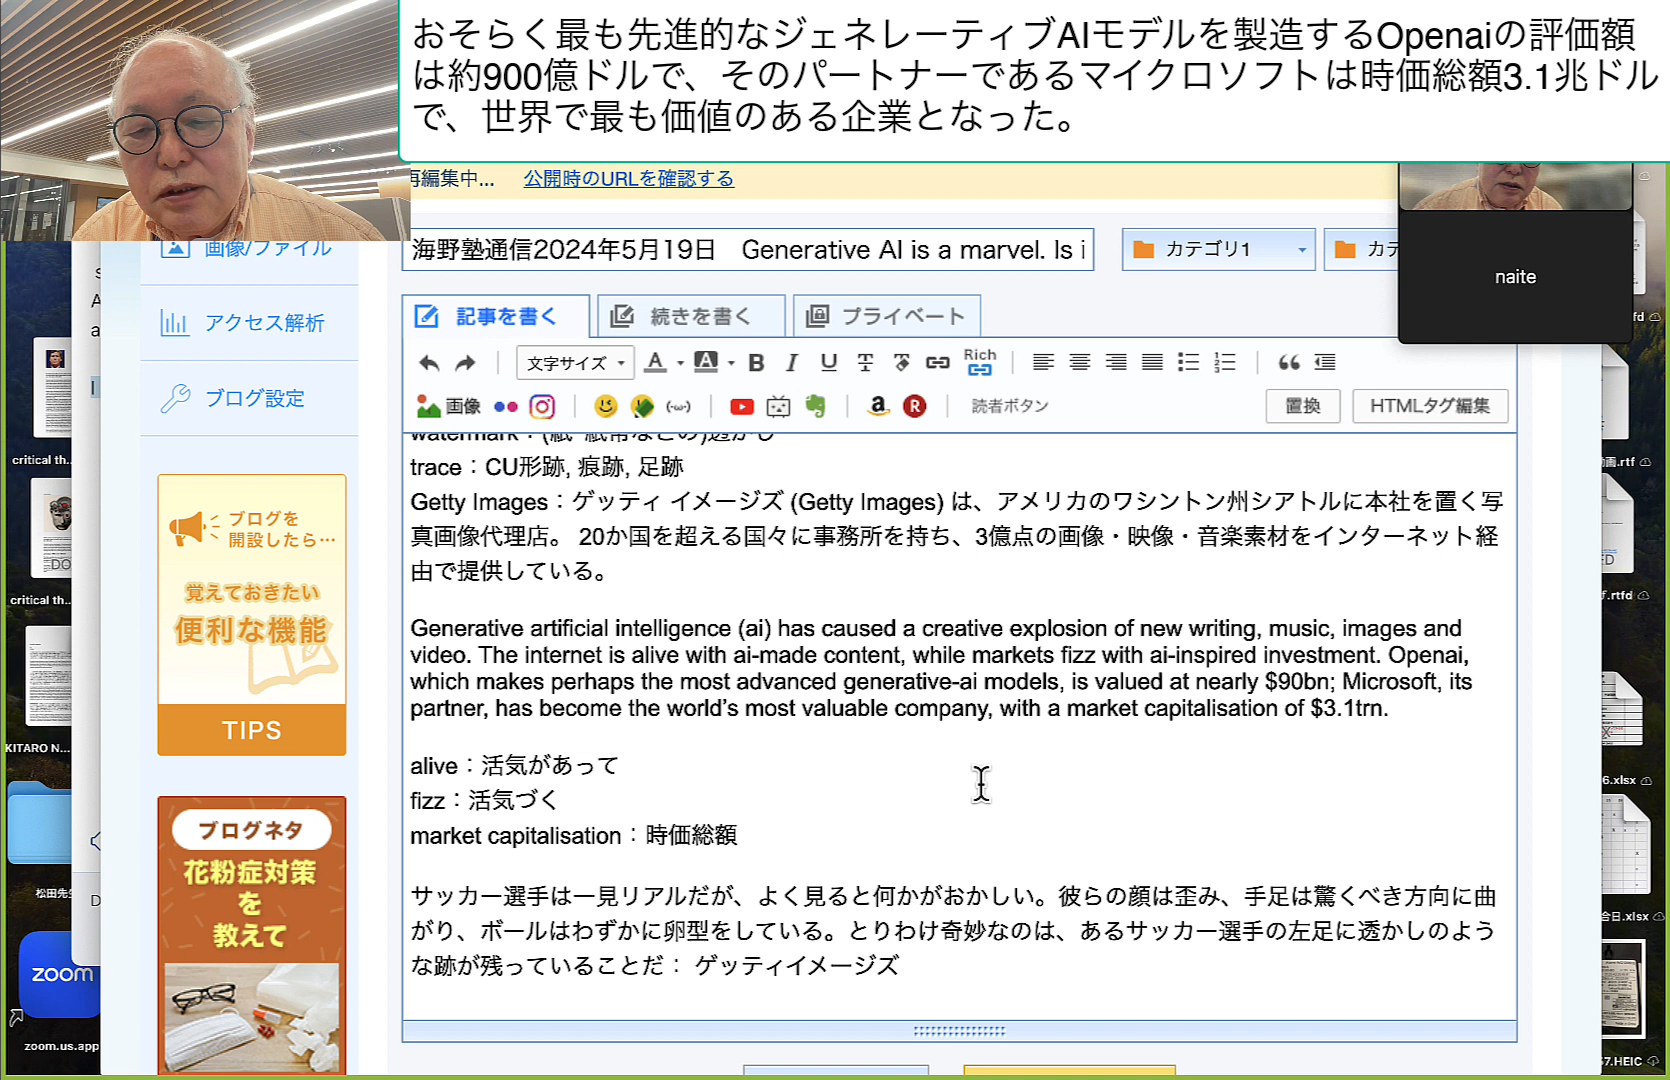 おそらく最も先進的なジェネレーティブAIモデルを製造するOpenaiの評価額
は約900億ドルで、そのパートナーであるマイクロソフトは時価総額3.1兆ドル
で、世界で最も価値のある企業となった。
再編集中... 公開時のURLを確認する
画像/ファイル
海野塾通信2024年5月19日 Generative AI is a marvel. Is i
カテゴリ1
カテ
naite
アクセス解析
記事を書く 続きを書く プライベート
文字サイズ
Rich
ブログ設定
画像
読者ボタン
置換 HTMLタグ編集
watermark：(紙･紙幣などの)透かし
trace：CU形跡, 痕跡, 足跡
Getty Images：ゲッティ イメージズ (Getty Images) は、アメリカのワシントン州シアトルに本社を置く写
真画像代理店。 20か国を超える国々に事務所を持ち、3億点の画像・映像・音楽素材をインターネット経
由で提供している。
Generative artificial intelligence (ai) has caused a creative explosion of new writing, music, images and
video. The internet is alive with ai-made content, while markets fizz with ai-inspired investment. Openai,
which makes perhaps the most advanced generative-ai models, is valued at nearly $90bn; Microsoft, its
partner, has become the world’s most valuable company, with a market capitalisation of $3.1trn.
alive：活気があって
fizz：活気づく
market capitalisation：時価総額
サッカー選手は一見リアルだが、よく見ると何かがおかしい。彼らの顔は歪み、手足は驚くべき方向に曲
がり、ボールはわずかに卵型をしている。とりわけ奇妙なのは、あるサッカー選手の左足に透かしのよう
な跡が残っていることだ： ゲッティイメージズ
ブログを
開設したら…
覚えておきたい
便利な機能
TIPS
ブログネタ
花粉症対策
を
教えて
critical th...
critical th...
KITARO N...
zoom
zoom.us.app
fd
.rtf
.rtfd
6.xlsx
合日.xlsx
57.HEIC